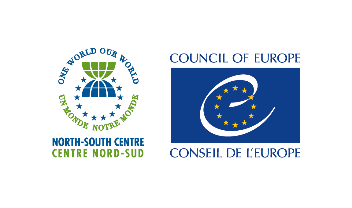 ONE WORLD OUR WORLD
UN MONDE NOTRE MONDE
NORTH-SOUTH CENTRE
CENTRE NORD-SUD
COUNCIL OF EUROPE
CONSEIL DE L'EUROPE